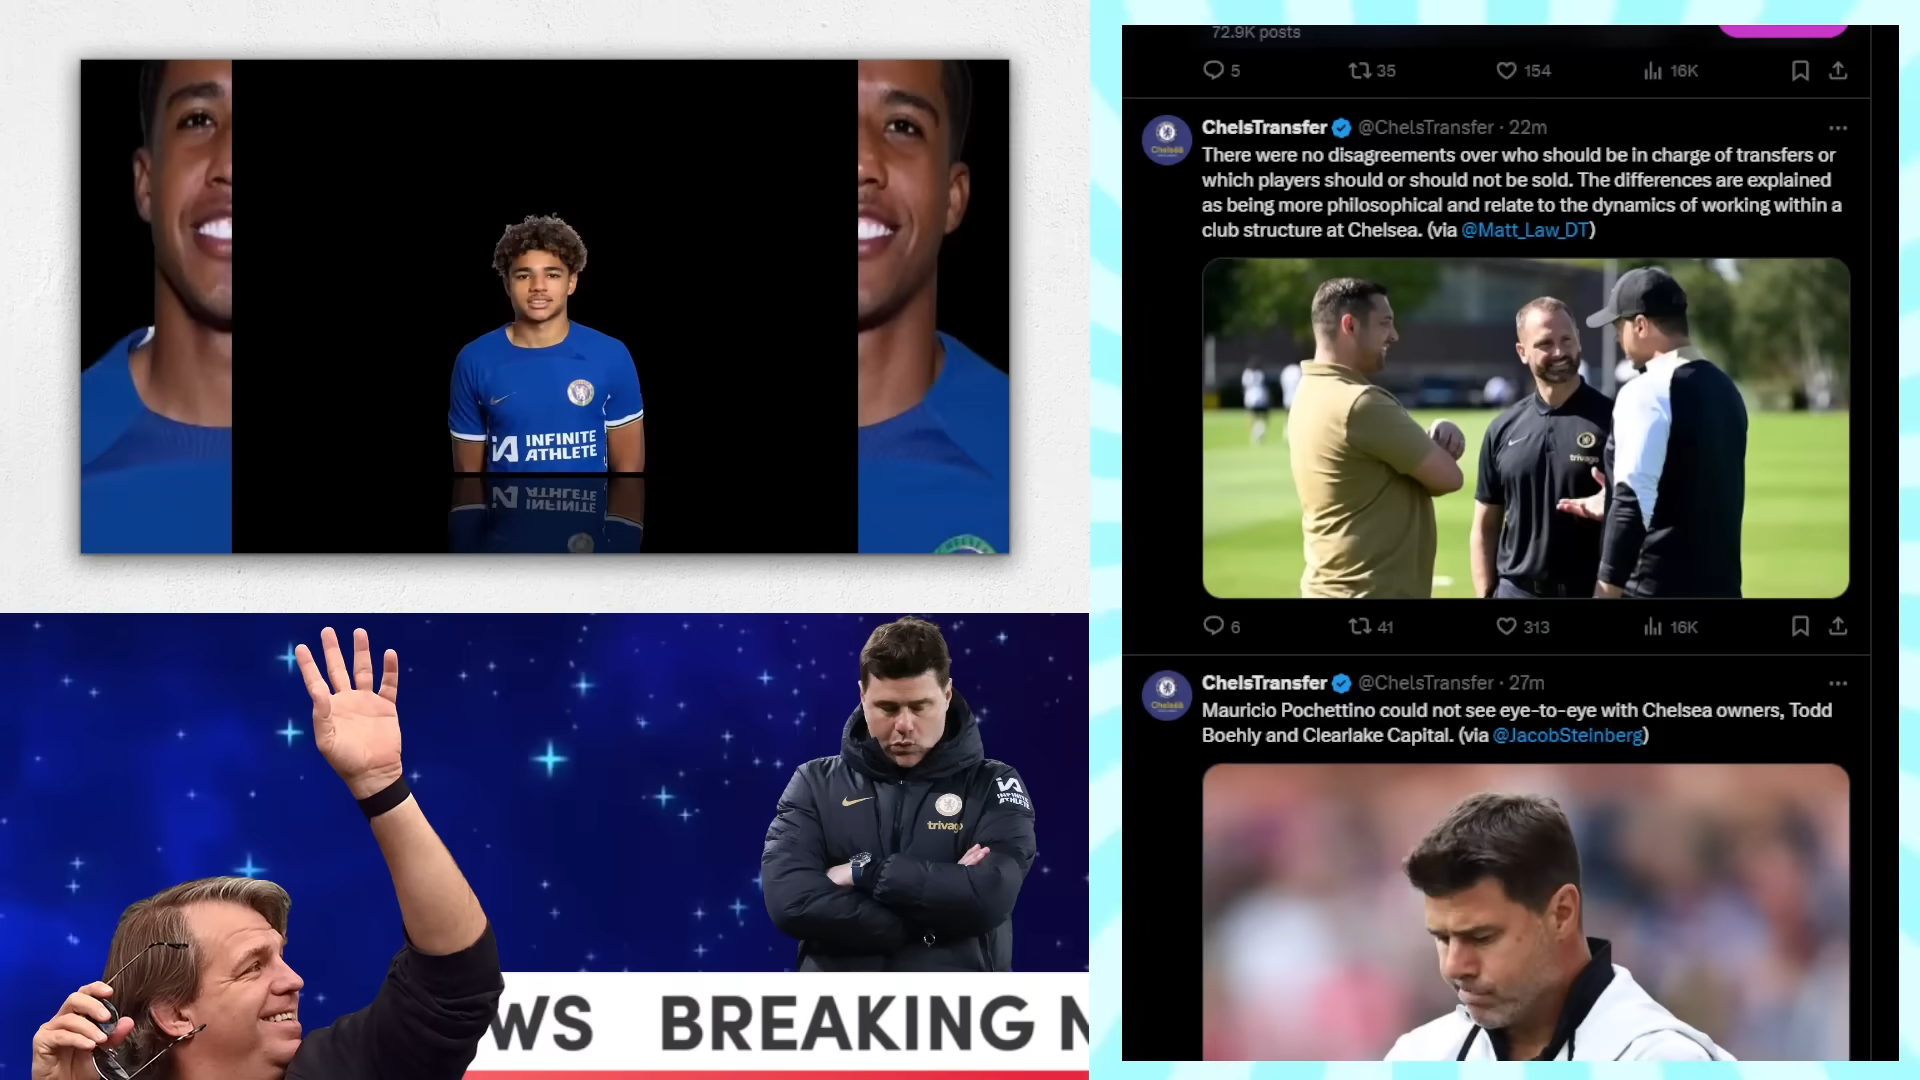 INFINITE
ATHLETE
trivago
INFINITE
ATHLETE
WS BREAKING N
72.9K posts
5 35 154 16K
ChelsTransfer @ChelsTransfer · 22m
There were no disagreements over who should be in charge of transfers or
which players should or should not be sold. The differences are explained
as being more philosophical and relate to the dynamics of working within a
club structure at Chelsea. (via @Matt_Law_DT)
trivago
6 41 313 16K
ChelsTransfer @ChelsTransfer · 27m
Mauricio Pochettino could not see eye-to-eye with Chelsea owners, Todd
Boehly and Clearlake Capital. (via @JacobSteinberg)